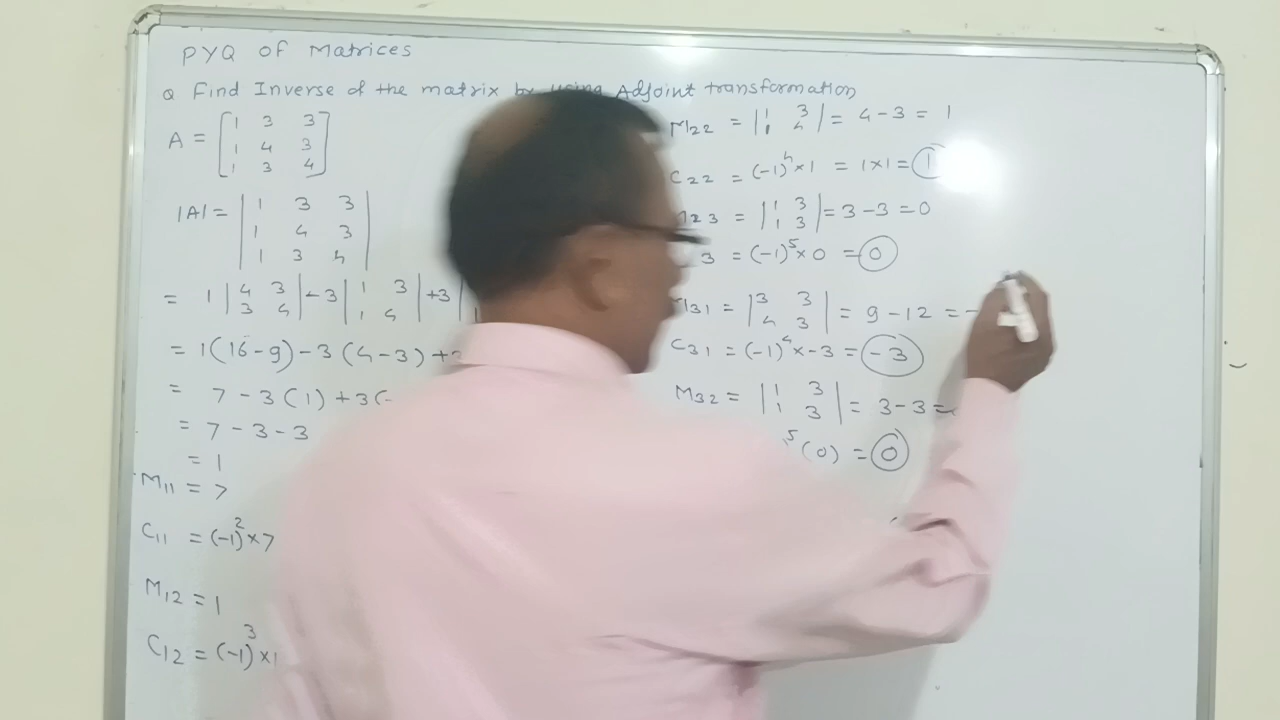 PYQ OF Matrices
Q Find Inverse of the matrix by using Adjoint transformation
A = [1 3 3
1 4 3
1 3 4]
|A| = |1 3 3
1 4 3
1 3 4|
= 1 |4 3
3 4| - 3 |1 3
1 4| + 3 |
= 1(16-9) - 3(4-3) +
= 7 - 3(1) + 3(-
= 7 - 3 - 3
= 1
M11 = 7
C11 = (-1)^2 × 7
M12 = 1
C12 = (-1)^3 × 1
M22 = |1 3
1 4| = 4-3 = 1
C22 = (-1)^4 × 1 = 1×1 = 1
M23 = |1 3
1 3| = 3-3 = 0
3 = (-1)^5 × 0 = 0
M31 = |3 3
4 3| = 9-12 = -
C31 = (-1)^4 × -3 = -3
M32 = |1 3
1 3| = 3-3 =
5 (0) = 0